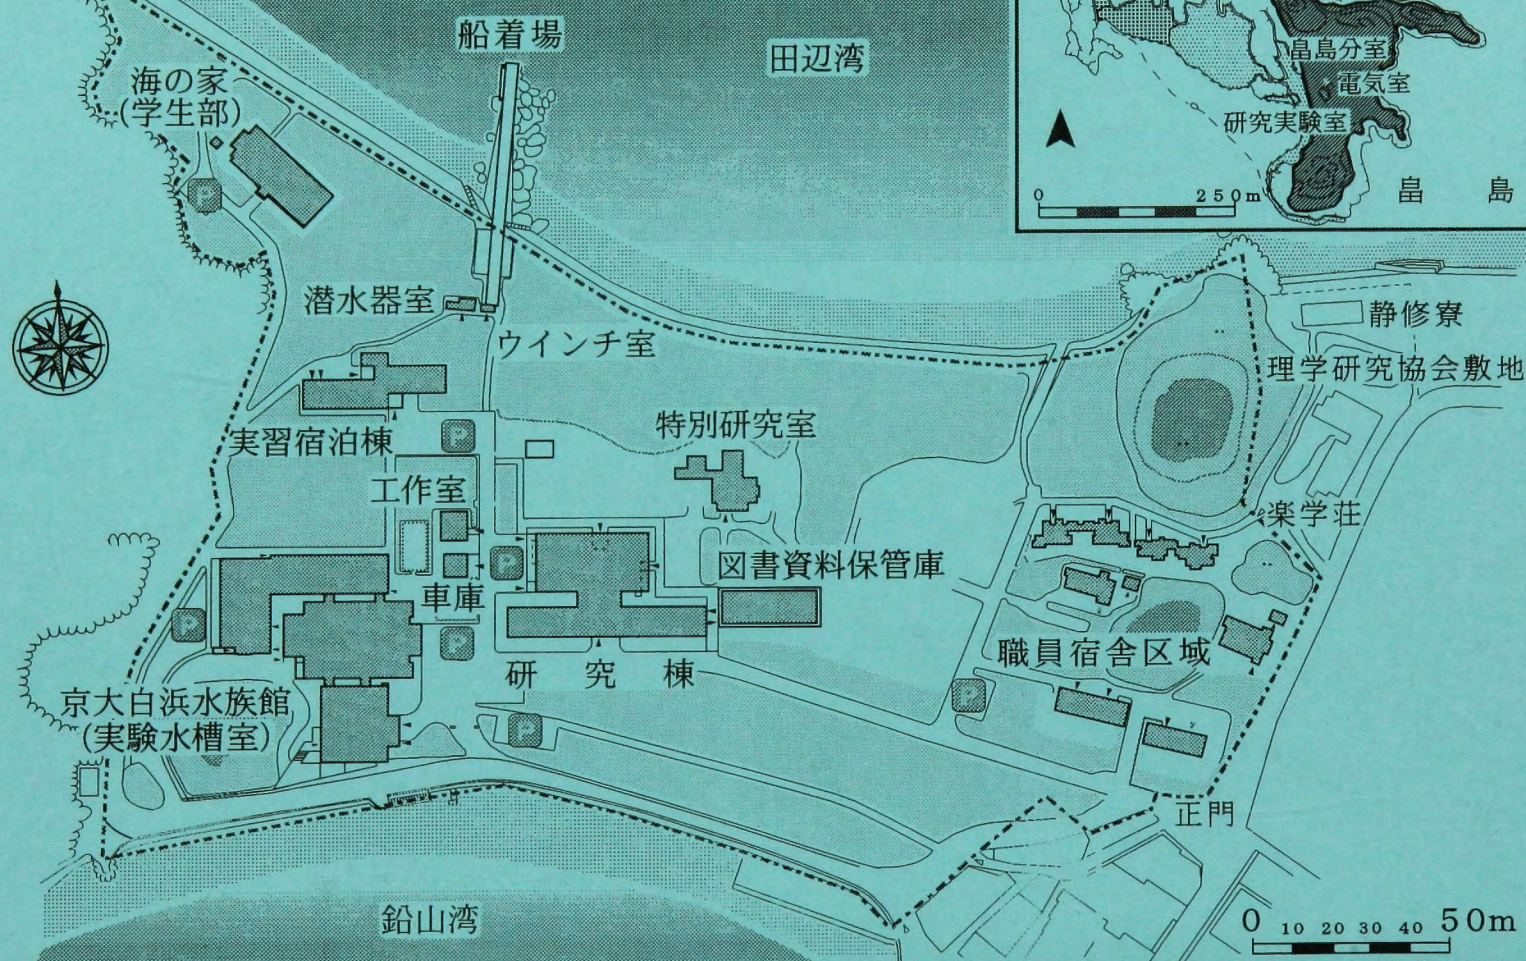 船着場
田辺湾
海の家
(学生部)
P
畠島分室
電気室
研究実験室
0 250m
畠 島
潜水器室
ウインチ室
静修寮
理学研究協会敷地
実習宿泊棟
P
特別研究室
工作室
楽学荘
P
図書資料保管庫
車庫
P
P
研究棟
職員宿舎区域
京大白浜水族館
(実験水槽室)
P
P
正門
鉛山湾
0 10 20 30 40 50m